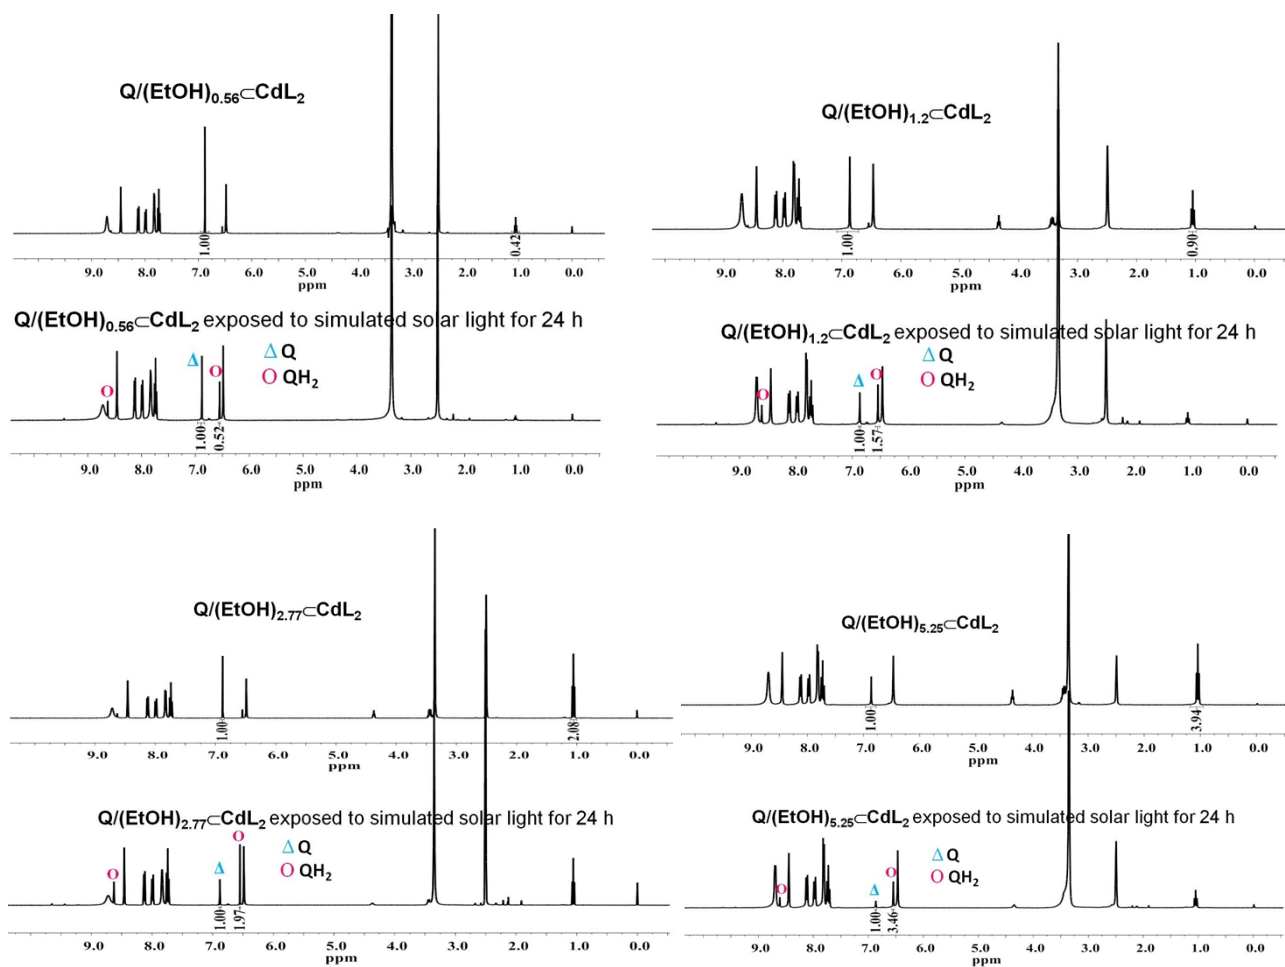 Q/(EtOH)₀.₅₆⊂CdL₂
1.00
0.42
9.0 8.0 7.0 6.0 5.0 4.0 3.0 2.0 1.0 0.0
ppm
Q/(EtOH)₀.₅₆⊂CdL₂ exposed to simulated solar light for 24 h
Δ
Δ Q
O
O
O QH₂
1.00
0.52
9.0 8.0 7.0 6.0 5.0 4.0 3.0 2.0 1.0 0.0
ppm
Q/(EtOH)₁.₂⊂CdL₂
1.00
0.90
9.0 8.0 7.0 6.0 5.0 4.0 3.0 2.0 1.0 0.0
ppm
Q/(EtOH)₁.₂⊂CdL₂ exposed to simulated solar light for 24 h
Δ Q
O
Δ
O
O QH₂
1.00
1.57
9.0 8.0 7.0 6.0 5.0 4.0 3.0 2.0 1.0 0.0
ppm
Q/(EtOH)₂.₇₇⊂CdL₂
1.00
2.08
9.0 8.0 7.0 6.0 5.0 4.0 3.0 2.0 1.0 0.0
ppm
Q/(EtOH)₂.₇₇⊂CdL₂ exposed to simulated solar light for 24 h
O
Δ Q
O
Δ
O QH₂
1.00
1.97
9.0 8.0 7.0 6.0 5.0 4.0 3.0 2.0 1.0 0.0
ppm
Q/(EtOH)₅.₂₅⊂CdL₂
1.00
3.94
9.0 8.0 7.0 6.0 5.0 4.0 3.0 2.0 1.0 0.0
ppm
Q/(EtOH)₅.₂₅⊂CdL₂ exposed to simulated solar light for 24 h
Δ Q
O
O
Δ
O QH₂
1.00
3.46
9.0 8.0 7.0 6.0 5.0 4.0 3.0 2.0 1.0 0.0
ppm